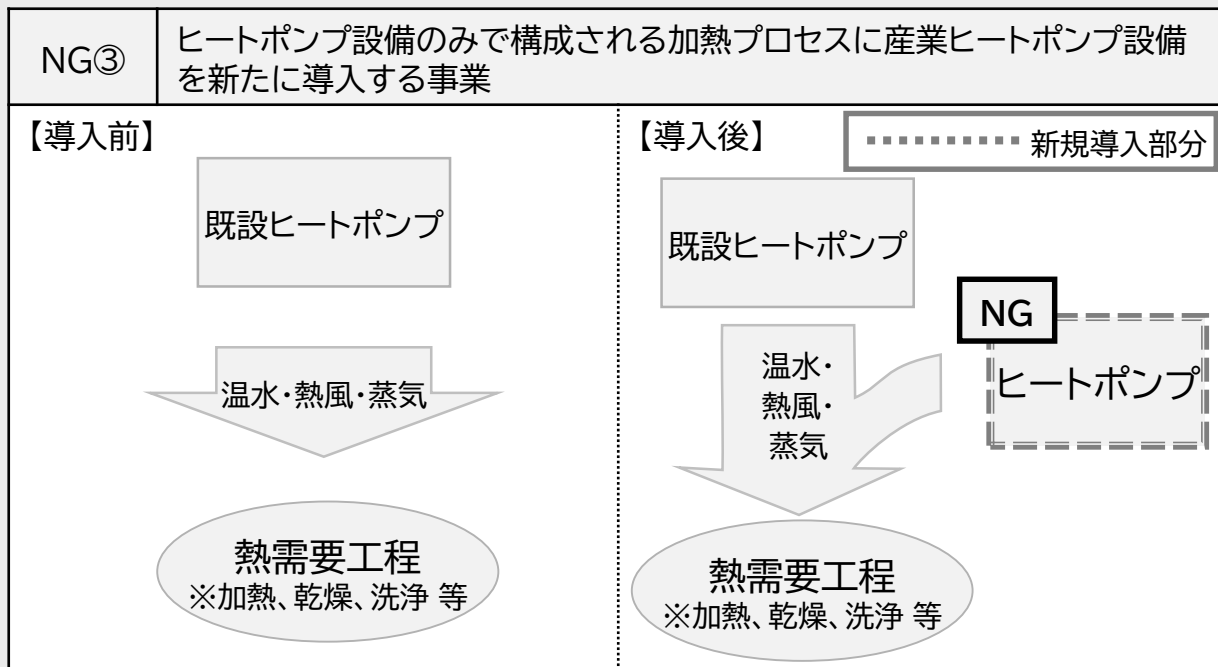 NG③
ヒートポンプ設備のみで構成される加熱プロセスに産業ヒートポンプ設備
を新たに導入する事業
【導入前】
既設ヒートポンプ
温水・熱風・蒸気
熱需要工程
※加熱、乾燥、洗浄 等
【導入後】
新規導入部分
既設ヒートポンプ
NG
ヒートポンプ
温水・
熱風・
蒸気
熱需要工程
※加熱、乾燥、洗浄 等